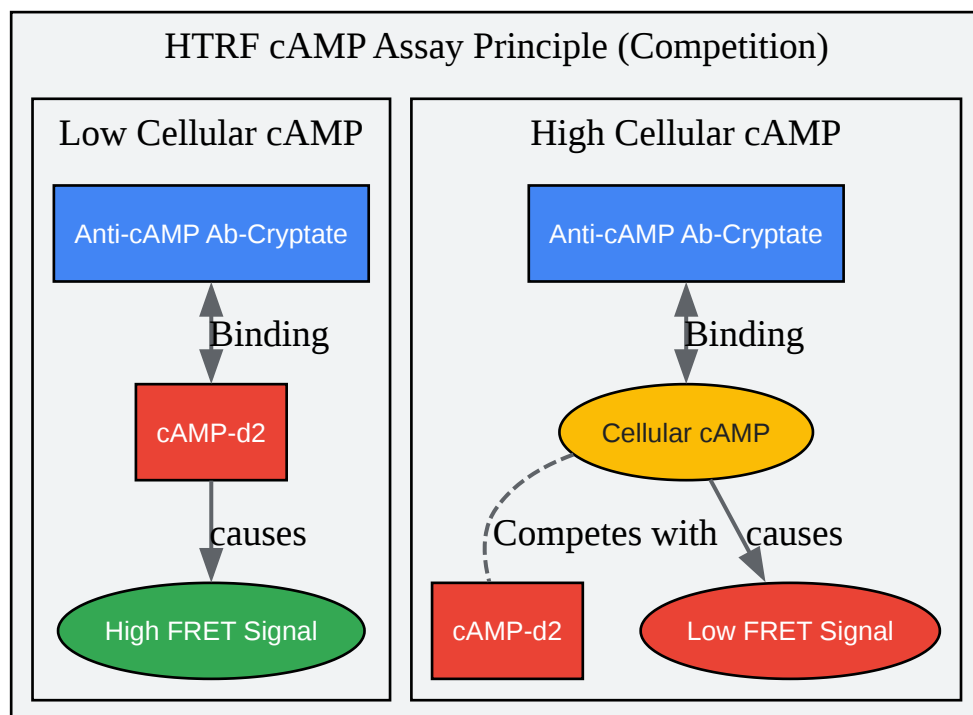 HTRF cAMP Assay Principle (Competition)
Low Cellular cAMP
Anti-cAMP Ab-Cryptate
Binding
cAMP-d2
causes
High FRET Signal
High Cellular cAMP
Anti-cAMP Ab-Cryptate
Binding
Cellular cAMP
Competes with
causes
cAMP-d2
Low FRET Signal